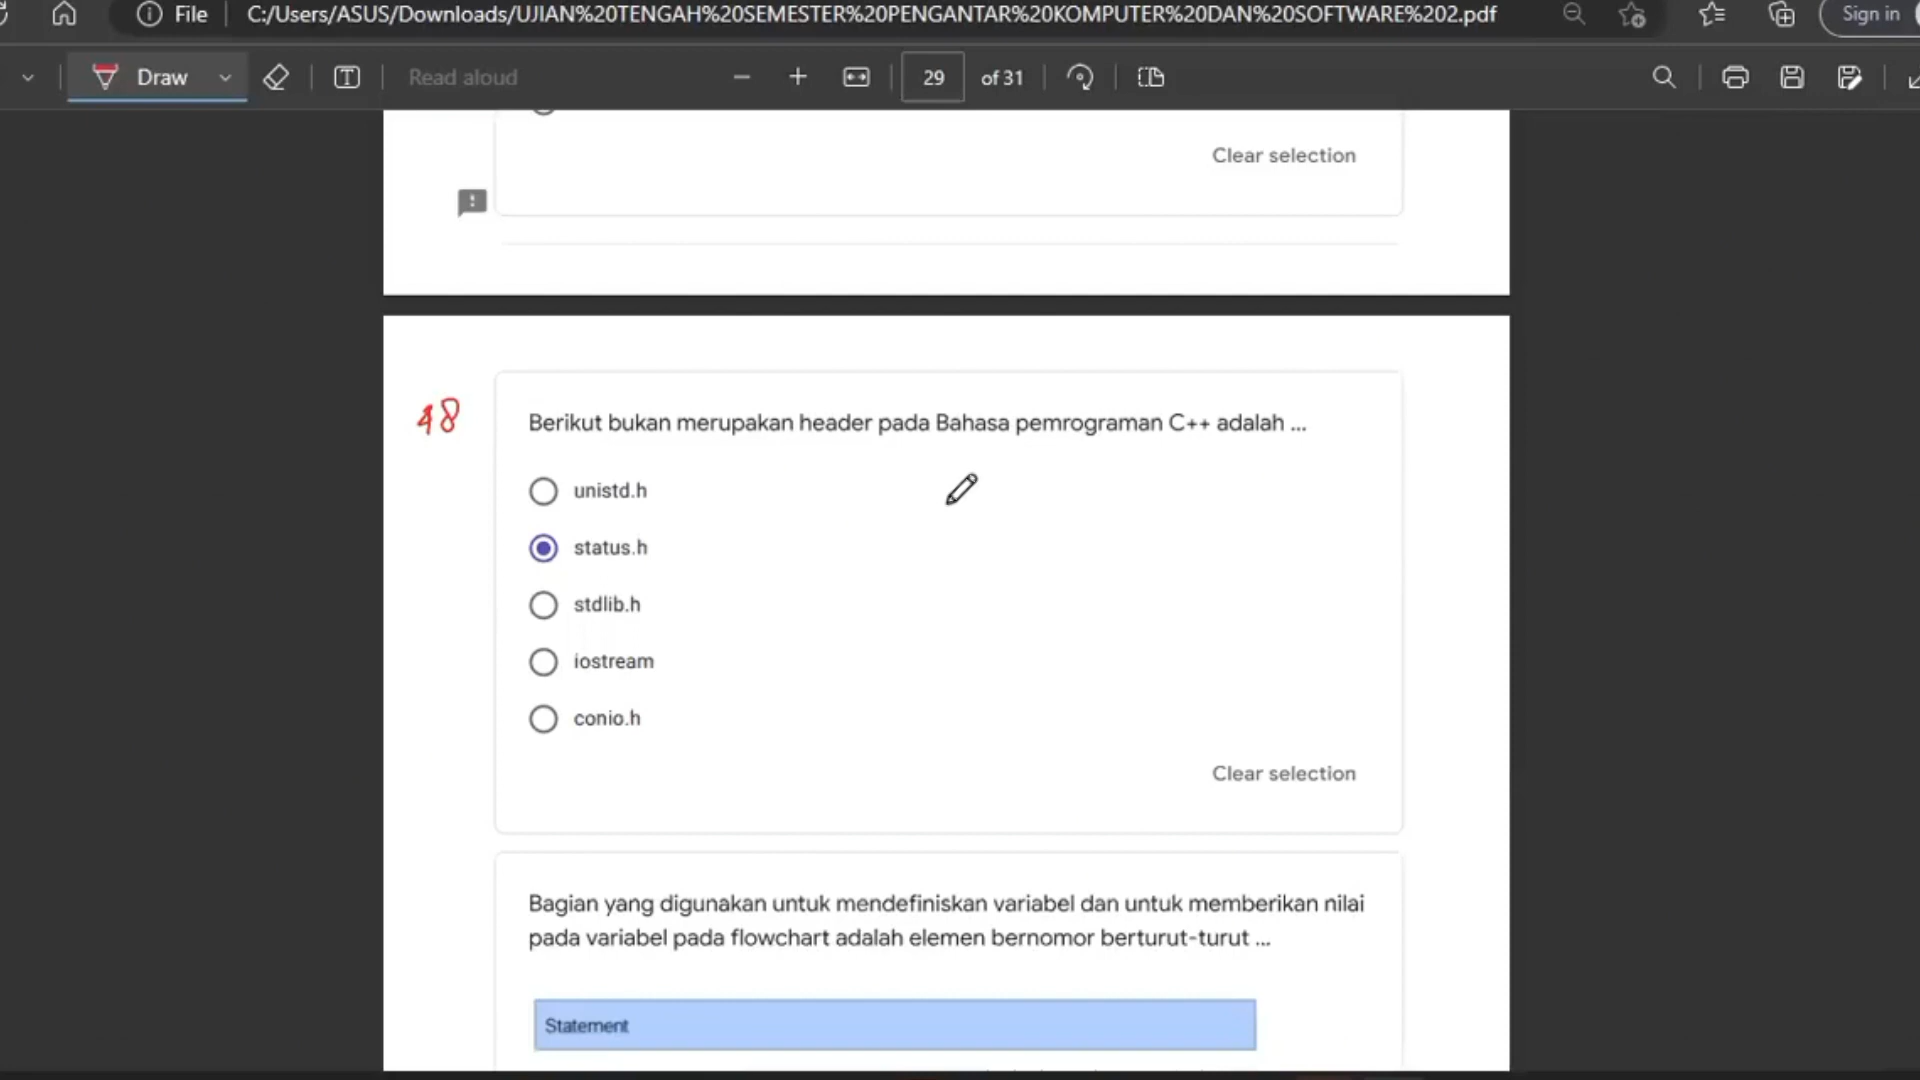 File
C:/Users/ASUS/Downloads/UJIAN%20TENGAH%20SEMESTER%20PENGANTAR%20KOMPUTER%20DAN%20SOFTWARE%202.pdf
Sign in
Draw
Read aloud
29 of 31
Clear selection
48
Berikut bukan merupakan header pada Bahasa pemrograman C++ adalah ...
unistd.h
status.h
stdlib.h
iostream
conio.h
Clear selection
Bagian yang digunakan untuk mendefiniskan variabel dan untuk memberikan nilai
pada variabel pada flowchart adalah elemen bernomor berturut-turut ...
Statement